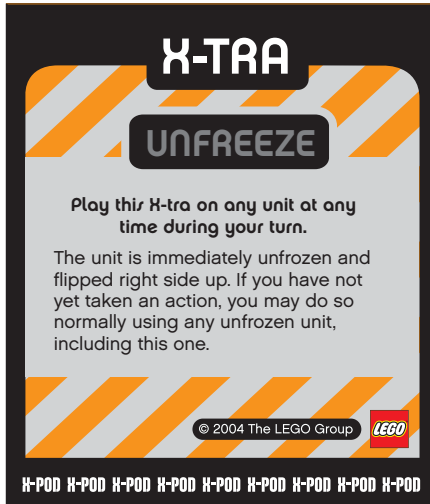 X-TRA
UNFREEZE
Play this X-tra on any unit at any
time during your turn.
The unit is immediately unfrozen and
flipped right side up. If you have not
yet taken an action, you may do so
normally using any unfrozen unit,
including this one.
© 2004 The LEGO Group LEGO
X-POD X-POD X-POD X-POD X-POD X-POD X-POD X-POD X-POD